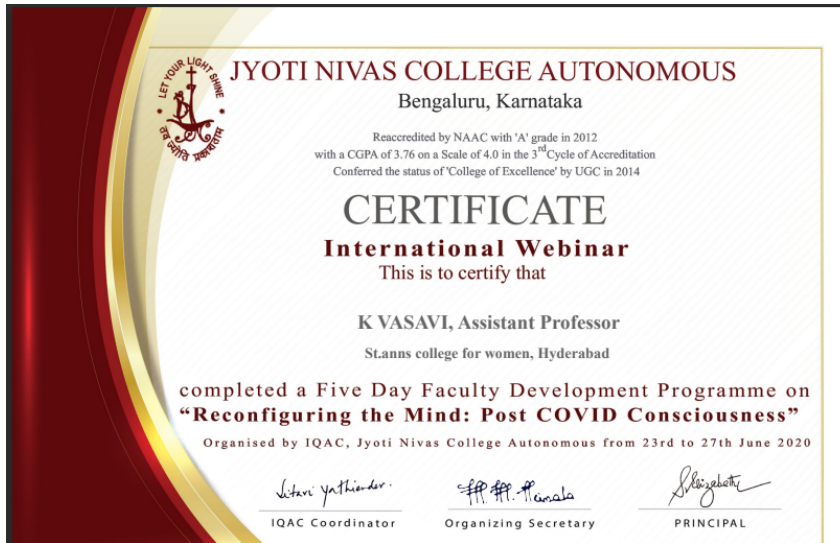 LET YOUR LIGHT SHINE
तव ज्योति प्रकाशताम्
JYOTI NIVAS COLLEGE AUTONOMOUS
Bengaluru, Karnataka
Reaccredited by NAAC with 'A' grade in 2012
with a CGPA of 3.76 on a Scale of 4.0 in the 3rd Cycle of Accreditation
Conferred the status of 'College of Excellence' by UGC in 2014
CERTIFICATE
International Webinar
This is to certify that
K VASAVI, Assistant Professor
St.anns college for women, Hyderabad
completed a Five Day Faculty Development Programme on
“Reconfiguring the Mind: Post COVID Consciousness”
Organised by IQAC, Jyoti Nivas College Autonomous from 23rd to 27th June 2020
IQAC Coordinator
Organizing Secretary
PRINCIPAL